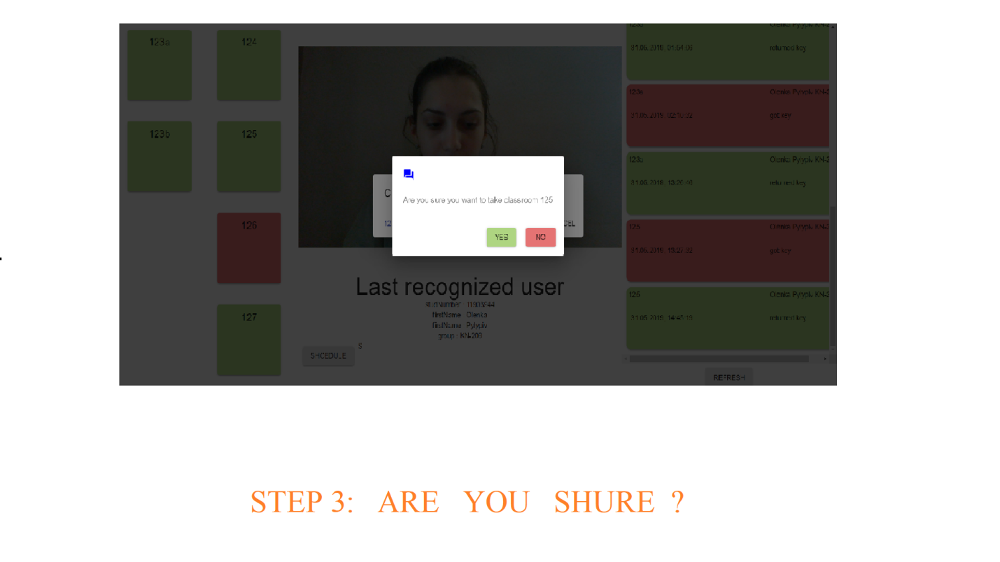 123a
124
123b
125
126
127
123a Olenka Pylypiv KN-2
31.05.2019, 01:54:06 returned key
123a Olenka Pylypiv KN-2
31.05.2019, 02:10:32 got key
123a Olenka Pylypiv KN-2
31.05.2019, 13:26:46 returned key
125 Olenka Pylypiv KN-2
31.05.2019, 13:27:32 got key
126 Olenka Pylypiv KN-2
31.05.2019, 14:45:15 returned key
REFRESH
C
12
CEL
Are you sure you want to take classroom 125
YES NO
Last recognized user
studNumber : 11903544
firstName : Olenka
firstName : Pylypiv
group : KN-209
S
SHCEDULE
STEP 3: ARE YOU SHURE ?